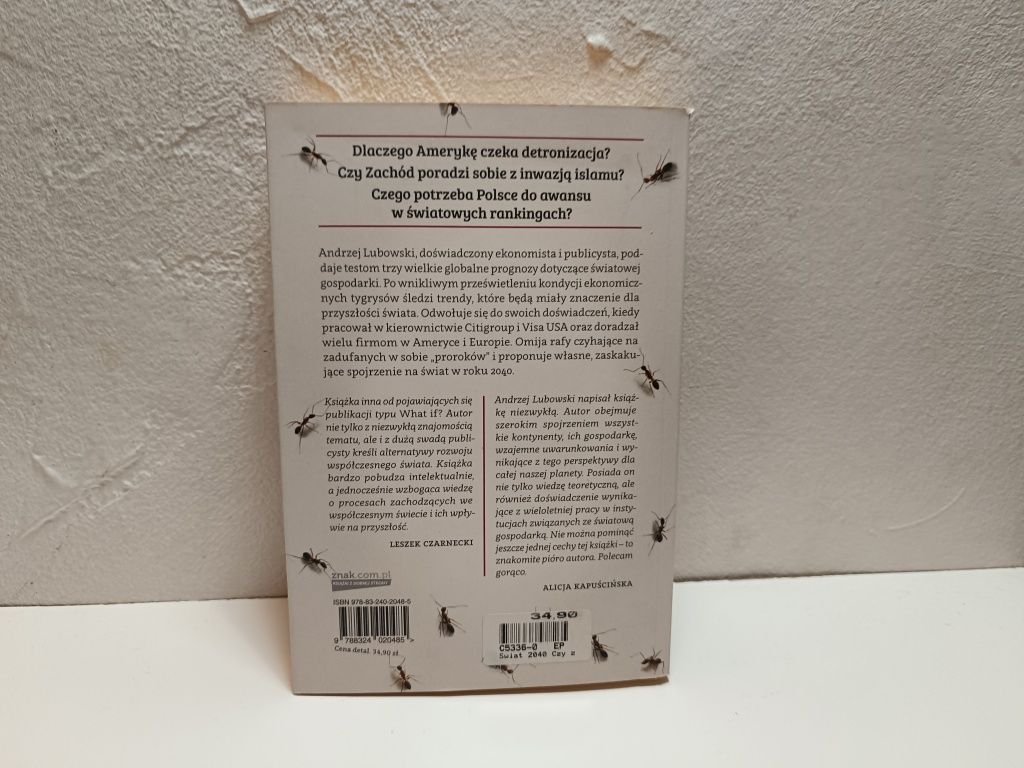 Dlaczego Amerykę czeka detronizacja?
Czy Zachód poradzi sobie z inwazją islamu?
Czego potrzeba Polsce do awansu
w światowych rankingach?
Andrzej Lubowski, doświadczony ekonomista i publicysta, pod-
daje testom trzy wielkie globalne prognozy dotyczące światowej
gospodarki. Po wnikliwym prześwietleniu kondycji ekonomicz-
nych tygrysów śledzi trendy, które będą miały znaczenie dla
przyszłości świata. Odwołuje się do swoich doświadczeń, kiedy
pracował w kierownictwie Citigroup i Visa USA oraz doradzał
wielu firmom w Ameryce i Europie. Omija rafy czyhające na
zadufanych w sobie „proroków” i proponuje własne, zaskaku-
jące spojrzenie na świat w roku 2040.
Książka inna od pojawiających się
publikacji typu What if? Autor
nie tylko z niezwykłą znajomością
tematu, ale i z dużą swadą publi-
cysty kreśli alternatywy rozwoju
współczesnego świata. Książka
bardzo pobudza intelektualnie,
a jednocześnie wzbogaca wiedzę
o procesach zachodzących we
współczesnym świecie i ich wpły-
wie na przyszłość.
LESZEK CZARNECKI
Andrzej Lubowski napisał książ-
kę niezwykłą. Autor obejmuje
szerokim spojrzeniem wszyst-
kie kontynenty, ich gospodarkę,
wzajemne uwarunkowania i wy-
nikające z tego perspektywy dla
całej naszej planety. Posiada on
nie tylko wiedzę teoretyczną, ale
również doświadczenie wynika-
jące z wieloletniej pracy w insty-
tucjach związanych ze światową
gospodarką. Nie można pominąć
jeszcze jednej cechy tej książki – to
znakomite pióro autora. Polecam
gorąco.
ALICJA KAPUŚCIŃSKA
znak.com.pl
KSIĄŻKI Z DOBREJ STRONY
ISBN 978-83-240-2048-5
9 788324 020485 >
Cena detal. 34,90 zł
34,90
C5336-0 EP
Świat 2040 Czy z